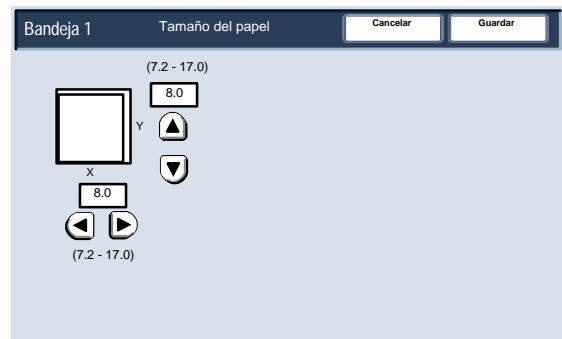 Bandeja 1 Tamaño del papel Cancelar Guardar
(7.2 - 17.0)
8.0
Y
X
8.0
(7.2 - 17.0)